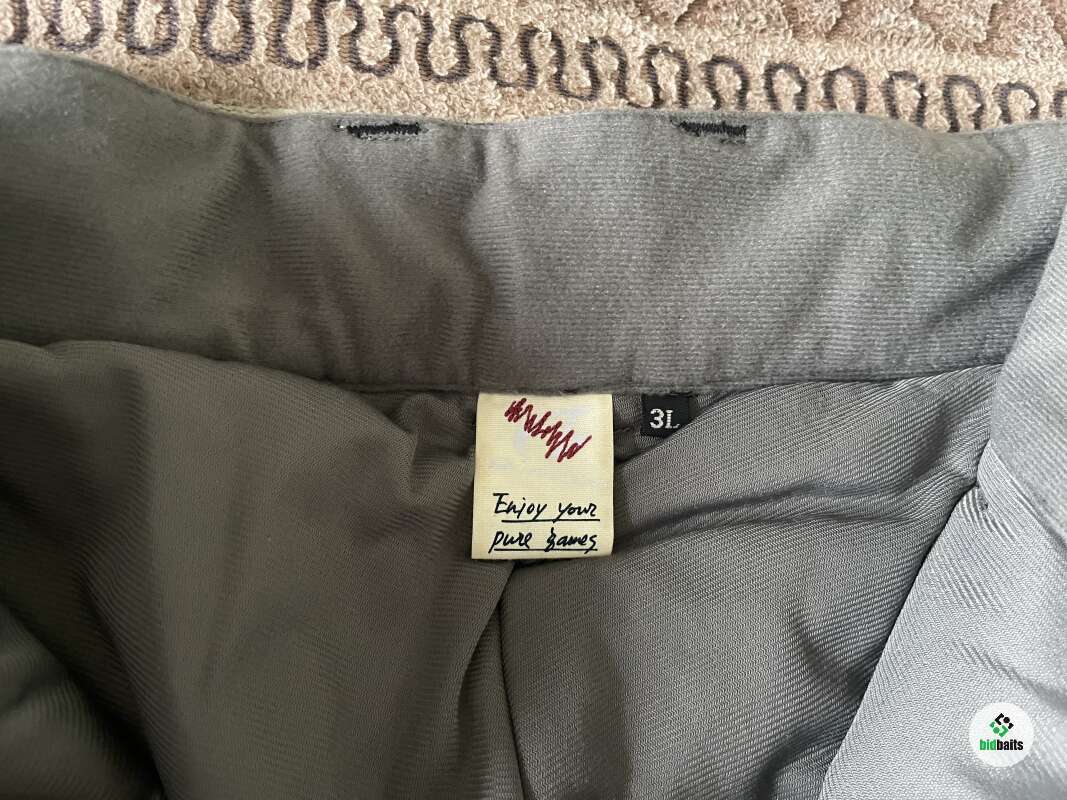 3L
Enjoy your
pure games
bidbaits